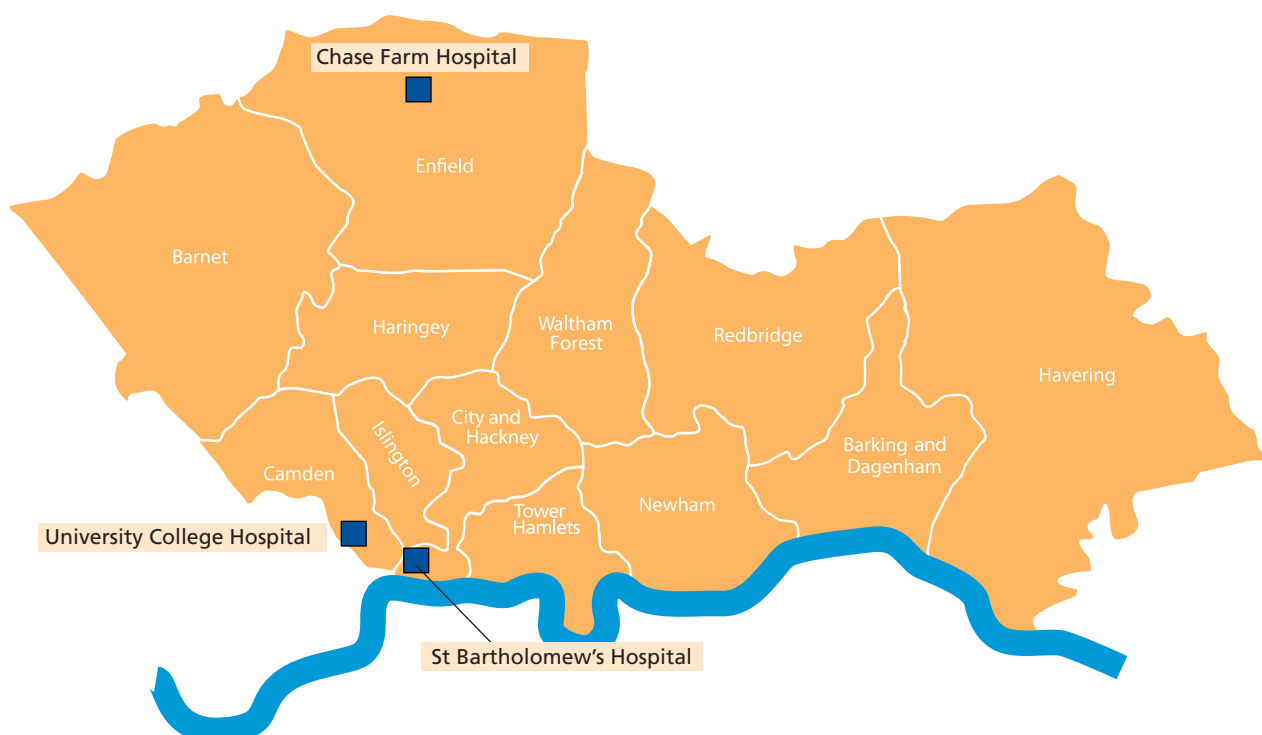 Chase Farm Hospital
Enfield
Barnet
Haringey
Waltham
Forest
Redbridge
Havering
City and
Hackney
Islington
Camden
Barking and
Dagenham
Newham
Tower
Hamlets
University College Hospital
St Bartholomew's Hospital